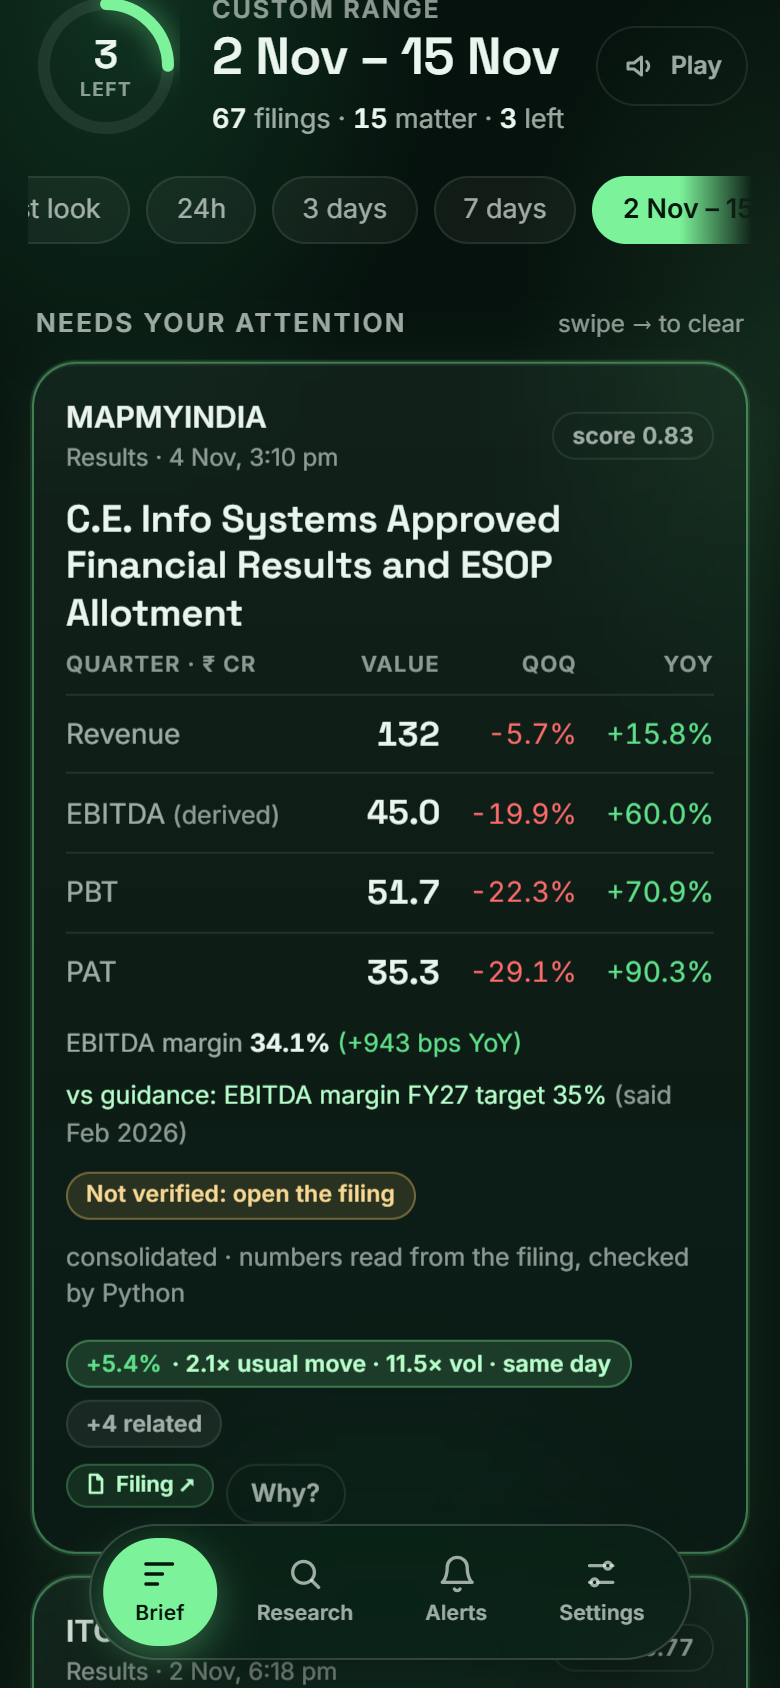 3
LEFT
CUSTOM RANGE
2 Nov – 15 Nov
67 filings · 15 matter · 3 left
Play
look
24h
3 days
7 days
2 Nov – 15
NEEDS YOUR ATTENTION
swipe → to clear
MAPMYINDIA
Results · 4 Nov, 3:10 pm
score 0.83
C.E. Info Systems Approved
Financial Results and ESOP
Allotment
QUARTER · ₹ CR VALUE QOQ YOY
Revenue 132 -5.7% +15.8%
EBITDA (derived) 45.0 -19.9% +60.0%
PBT 51.7 -22.3% +70.9%
PAT 35.3 -29.1% +90.3%
EBITDA margin 34.1% (+943 bps YoY)
vs guidance: EBITDA margin FY27 target 35% (said
Feb 2026)
Not verified: open the filing
consolidated · numbers read from the filing, checked
by Python
+5.4% · 2.1× usual move · 11.5× vol · same day
+4 related
Filing ↗
Why?
Brief
Research
Alerts
Settings
Results · 2 Nov, 6:18 pm